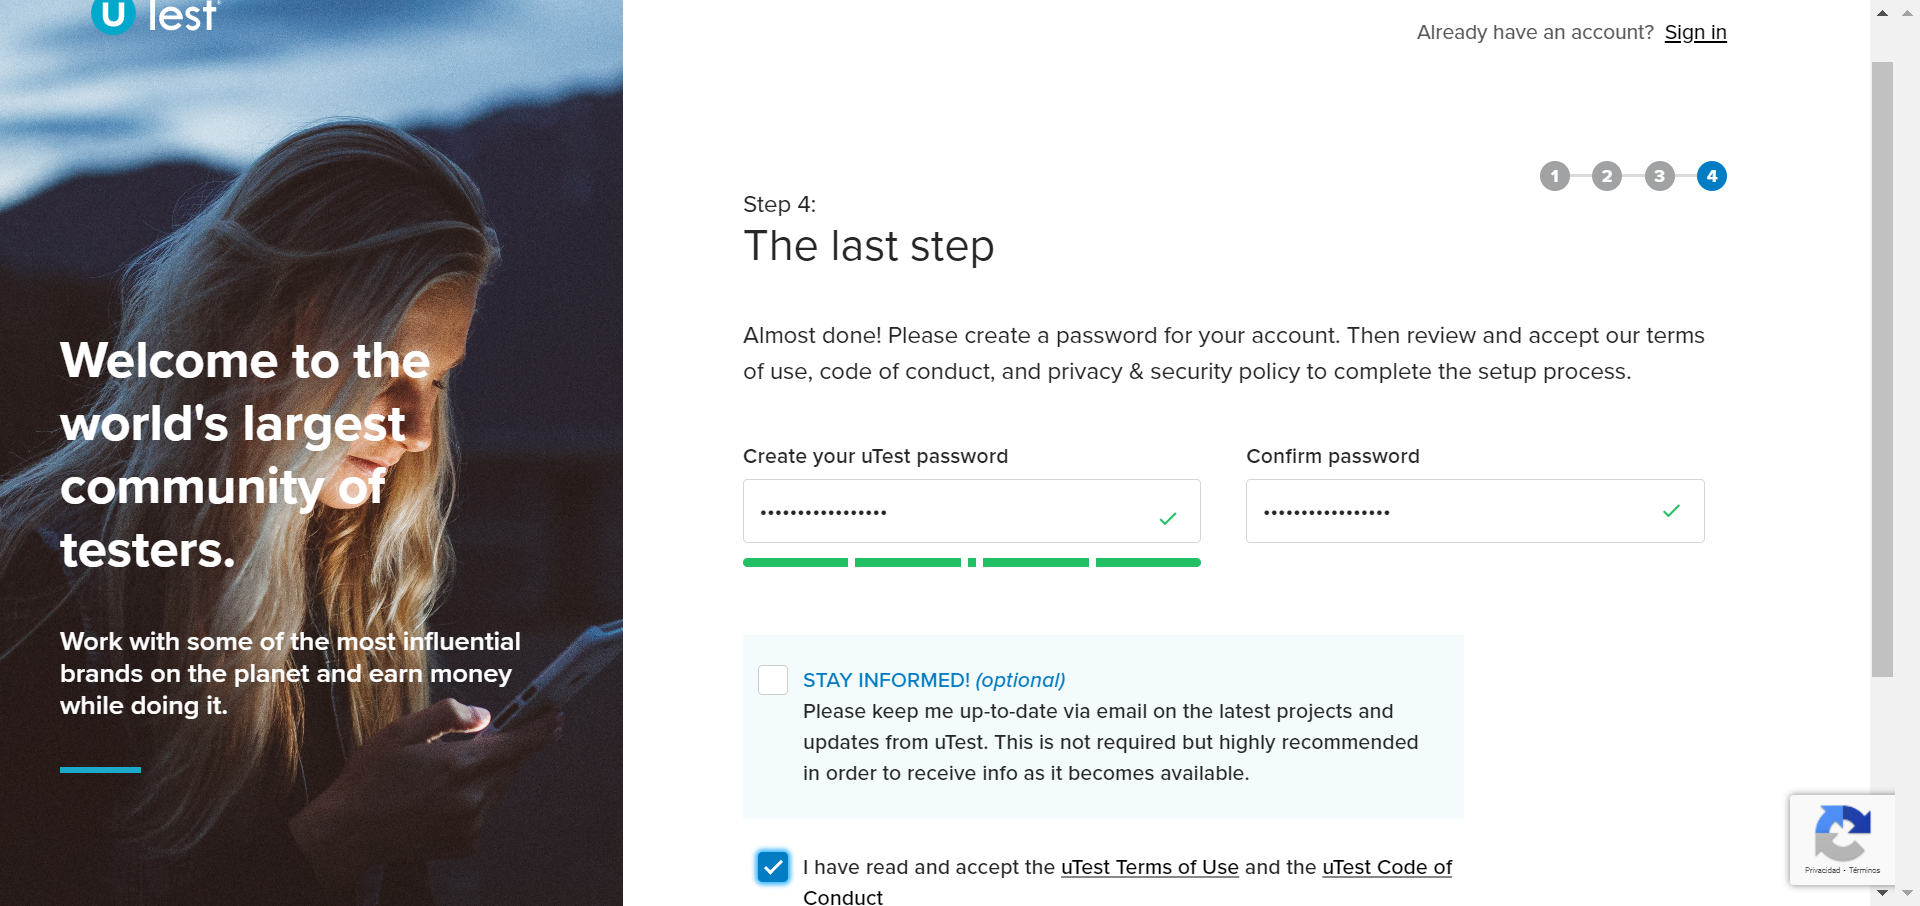 U Test
Already have an account? Sign in
1 2 3 4
Step 4:
The last step
Almost done! Please create a password for your account. Then review and accept our terms
of use, code of conduct, and privacy & security policy to complete the setup process.
Create your uTest password
Confirm password
•••••••••••••••••
•••••••••••••••••
Welcome to the
world's largest
community of
testers.
Work with some of the most influential
brands on the planet and earn money
while doing it.
STAY INFORMED! (optional)
Please keep me up-to-date via email on the latest projects and
updates from uTest. This is not required but highly recommended
in order to receive info as it becomes available.
I have read and accept the uTest Terms of Use and the uTest Code of
Conduct
Privacidad - Términos